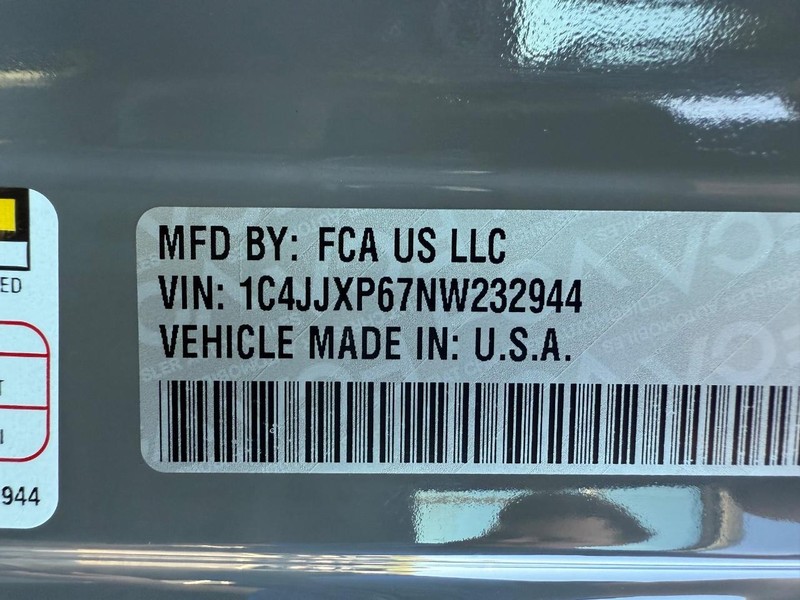 MFD BY: FCA US LLC
VIN: 1C4JJXP67NW232944
VEHICLE MADE IN: U.S.A.
ED
T
I
944